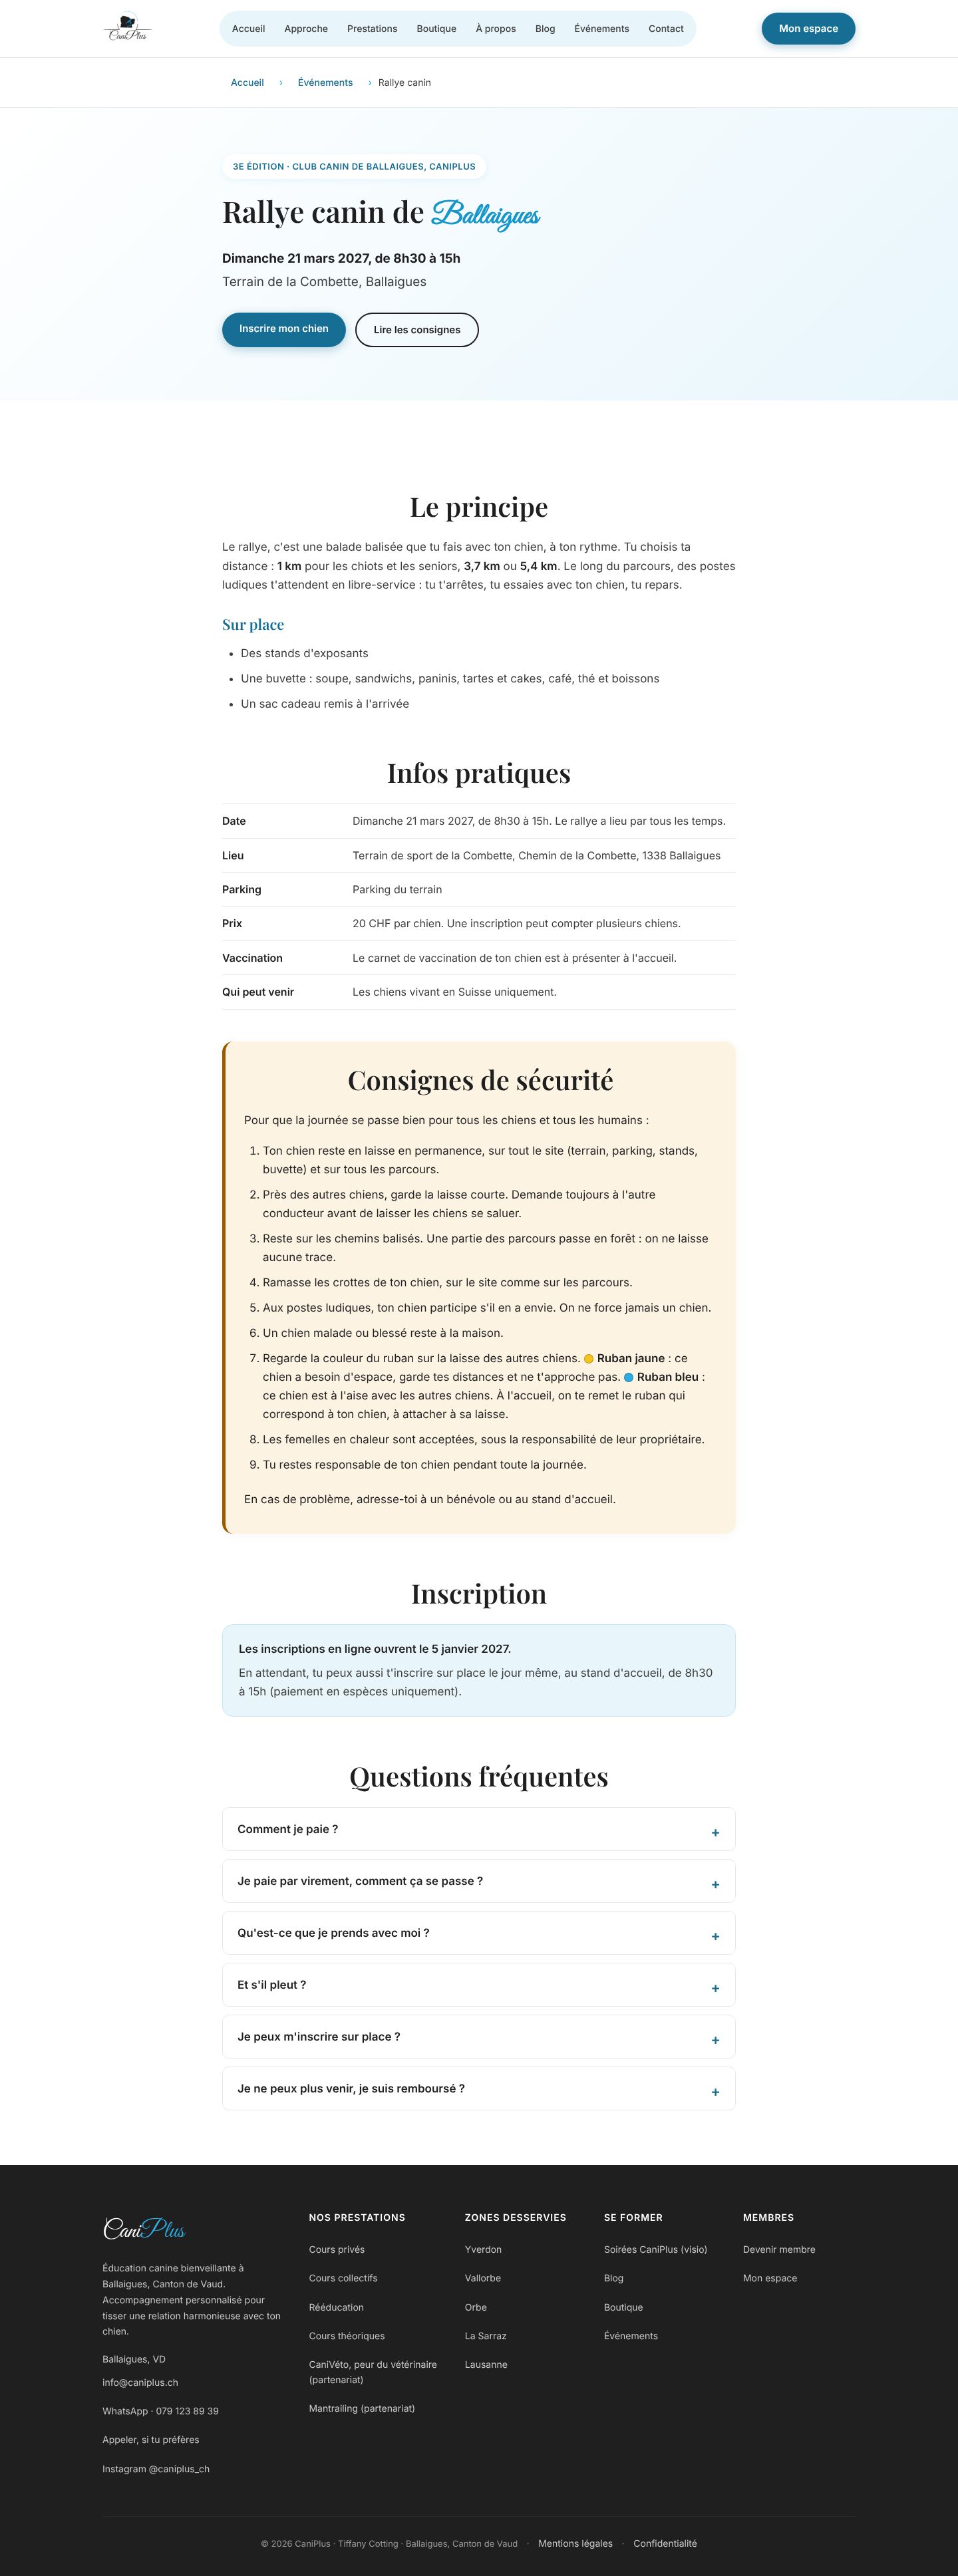 CaniPlus
Accueil Approche Prestations Boutique À propos Blog Événements Contact
Mon espace
Accueil › Événements › Rallye canin
3E ÉDITION · CLUB CANIN DE BALLAIGUES, CANIPLUS
Rallye canin de Ballaigues
Dimanche 21 mars 2027, de 8h30 à 15h
Terrain de la Combette, Ballaigues
Inscrire mon chien
Lire les consignes
Le principe
Le rallye, c'est une balade balisée que tu fais avec ton chien, à ton rythme. Tu choisis ta
distance : 1 km pour les chiots et les seniors, 3,7 km ou 5,4 km. Le long du parcours, des postes
ludiques t'attendent en libre-service : tu t'arrêtes, tu essaies avec ton chien, tu repars.
Sur place
• Des stands d'exposants
• Une buvette : soupe, sandwichs, paninis, tartes et cakes, café, thé et boissons
• Un sac cadeau remis à l'arrivée
Infos pratiques
Date Dimanche 21 mars 2027, de 8h30 à 15h. Le rallye a lieu par tous les temps.
Lieu Terrain de sport de la Combette, Chemin de la Combette, 1338 Ballaigues
Parking Parking du terrain
Prix 20 CHF par chien. Une inscription peut compter plusieurs chiens.
Vaccination Le carnet de vaccination de ton chien est à présenter à l'accueil.
Qui peut venir Les chiens vivant en Suisse uniquement.
Consignes de sécurité
Pour que la journée se passe bien pour tous les chiens et tous les humains :
1. Ton chien reste en laisse en permanence, sur tout le site (terrain, parking, stands,
buvette) et sur tous les parcours.
2. Près des autres chiens, garde la laisse courte. Demande toujours à l'autre
conducteur avant de laisser les chiens se saluer.
3. Reste sur les chemins balisés. Une partie des parcours passe en forêt : on ne laisse
aucune trace.
4. Ramasse les crottes de ton chien, sur le site comme sur les parcours.
5. Aux postes ludiques, ton chien participe s'il en a envie. On ne force jamais un chien.
6. Un chien malade ou blessé reste à la maison.
7. Regarde la couleur du ruban sur la laisse des autres chiens. Ruban jaune : ce
chien a besoin d'espace, garde tes distances et ne t'approche pas. Ruban bleu :
ce chien est à l'aise avec les autres chiens. À l'accueil, on te remet le ruban qui
correspond à ton chien, à attacher à sa laisse.
8. Les femelles en chaleur sont acceptées, sous la responsabilité de leur propriétaire.
9. Tu restes responsable de ton chien pendant toute la journée.
En cas de problème, adresse-toi à un bénévole ou au stand d'accueil.
Inscription
Les inscriptions en ligne ouvrent le 5 janvier 2027.
En attendant, tu peux aussi t'inscrire sur place le jour même, au stand d'accueil, de 8h30
à 15h (paiement en espèces uniquement).
Questions fréquentes
Comment je paie ? +
Je paie par virement, comment ça se passe ? +
Qu'est-ce que je prends avec moi ? +
Et s'il pleut ? +
Je peux m'inscrire sur place ? +
Je ne peux plus venir, je suis remboursé ? +
CaniPlus
Éducation canine bienveillante à
Ballaigues, Canton de Vaud.
Accompagnement personnalisé pour
tisser une relation harmonieuse avec ton
chien.
Ballaigues, VD
info@caniplus.ch
WhatsApp · 079 123 89 39
Appeler, si tu préfères
Instagram @caniplus_ch
NOS PRESTATIONS
Cours privés
Cours collectifs
Rééducation
Cours théoriques
CaniVéto, peur du vétérinaire
(partenariat)
Mantrailing (partenariat)
ZONES DESSERVIES
Yverdon
Vallorbe
Orbe
La Sarraz
Lausanne
SE FORMER
Soirées CaniPlus (visio)
Blog
Boutique
Événements
MEMBRES
Devenir membre
Mon espace
© 2026 CaniPlus · Tiffany Cotting · Ballaigues, Canton de Vaud · Mentions légales · Confidentialité